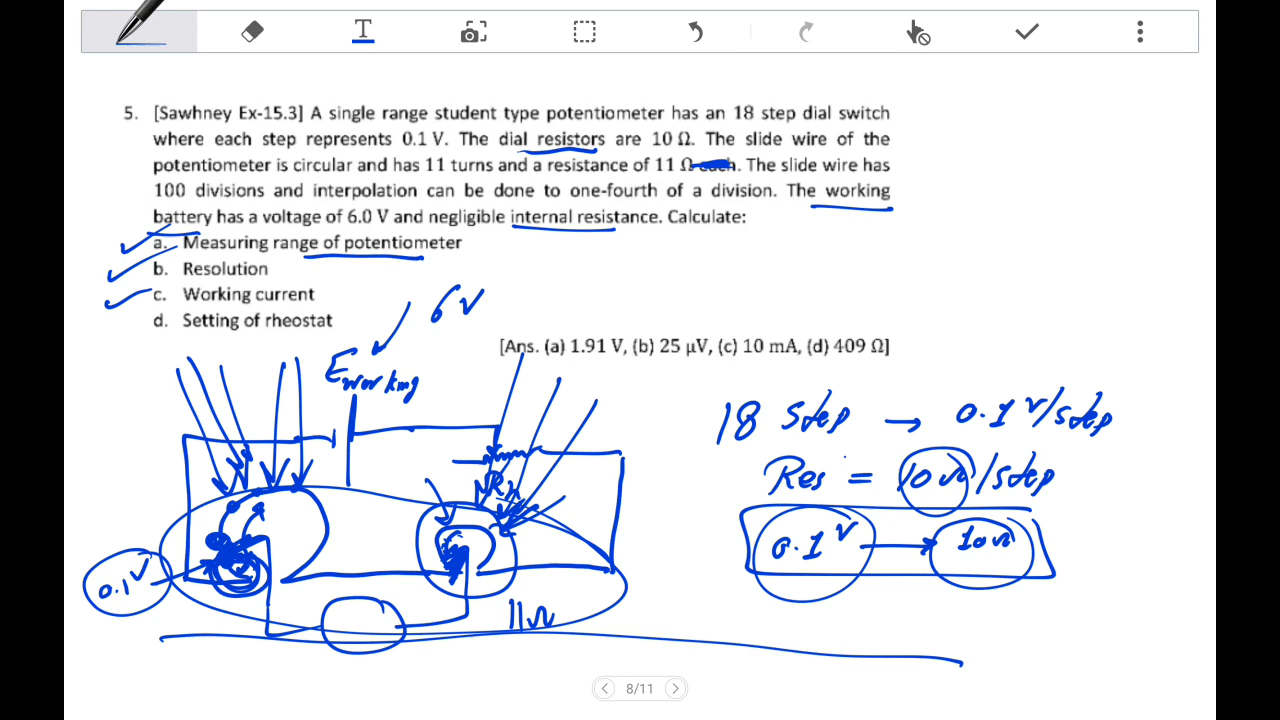 T
5. [Sawhney Ex-15.3] A single range student type potentiometer has an 18 step dial switch
where each step represents 0.1 V. The dial resistors are 10 Ω. The slide wire of the
potentiometer is circular and has 11 turns and a resistance of 11 Ω each. The slide wire has
100 divisions and interpolation can be done to one-fourth of a division. The working
battery has a voltage of 6.0 V and negligible internal resistance. Calculate:
a. Measuring range of potentiometer
b. Resolution
c. Working current
d. Setting of rheostat
[Ans. (a) 1.91 V, (b) 25 μV, (c) 10 mA, (d) 409 Ω]
6V
Eworking
18 Step → 0.1 V/step
Res = 10Ω/step
0.1 V → 10Ω
Rh
0.1V
11Ω
8/11